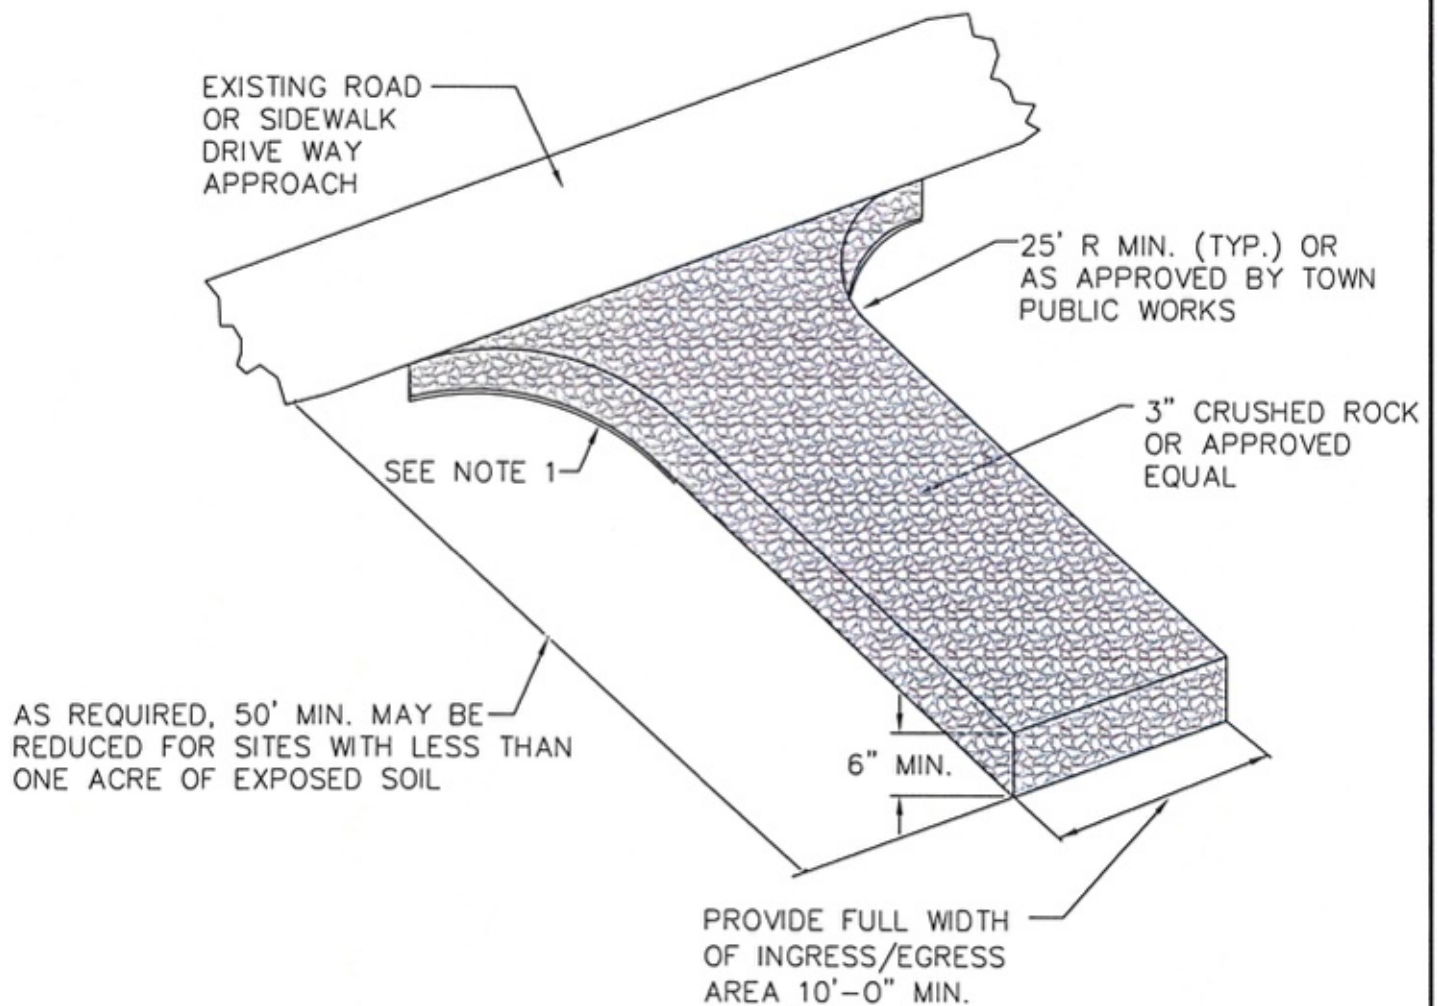 EXISTING ROAD
OR SIDEWALK
DRIVE WAY
APPROACH
25' R MIN. (TYP.) OR
AS APPROVED BY TOWN
PUBLIC WORKS
3" CRUSHED ROCK
OR APPROVED
EQUAL
SEE NOTE 1
AS REQUIRED, 50' MIN. MAY BE
REDUCED FOR SITES WITH LESS THAN
ONE ACRE OF EXPOSED SOIL
6" MIN.
PROVIDE FULL WIDTH
OF INGRESS/EGRESS
AREA 10'-0" MIN.